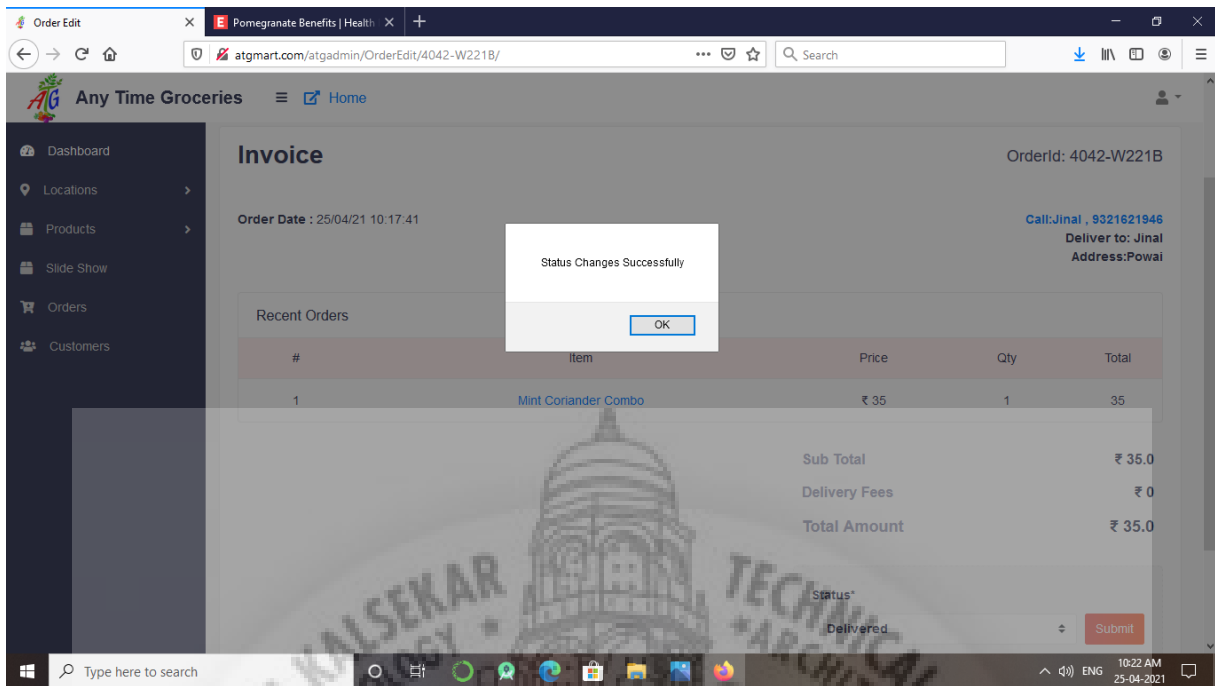 Order Edit
Pomegranate Benefits | Health
atgmart.com/atgadmin/OrderEdit/4042-W221B/
Search
Any Time Groceries
Home
Dashboard
Locations
Products
Slide Show
Orders
Customers
Invoice
OrderId: 4042-W221B
Order Date : 25/04/21 10:17:41
Call:Jinal , 9321621946
Deliver to: Jinal
Address:Powai
Status Changes Successfully
OK
Recent Orders
# Item Price Qty Total
1 Mint Coriander Combo ₹ 35 1 35
Sub Total ₹ 35.0
Delivery Fees ₹ 0
Total Amount ₹ 35.0
Status*
Delivered
Submit
KALSEKAR TECHNICAL
Type here to search
ENG
10:22 AM
25-04-2021